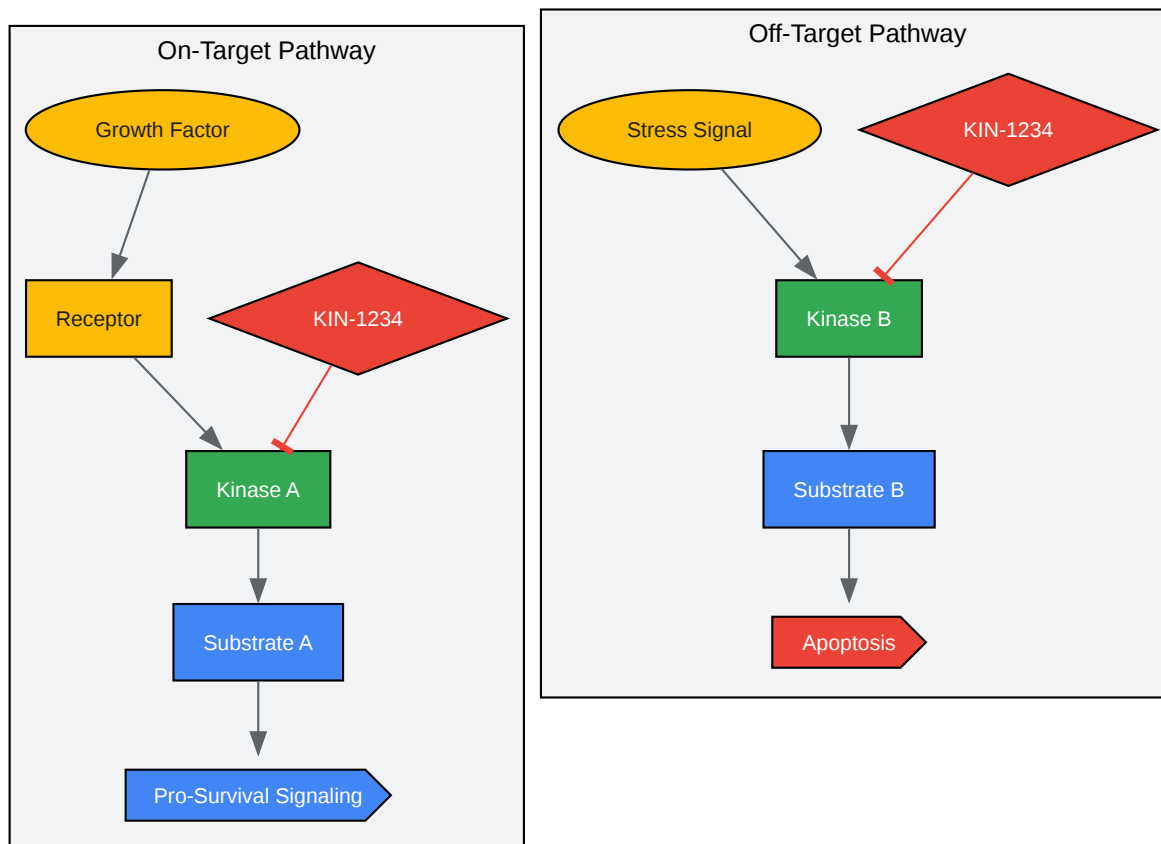 On-Target Pathway
Growth Factor
Receptor
KIN-1234
Kinase A
Substrate A
Pro-Survival Signaling
Off-Target Pathway
Stress Signal
KIN-1234
Kinase B
Substrate B
Apoptosis